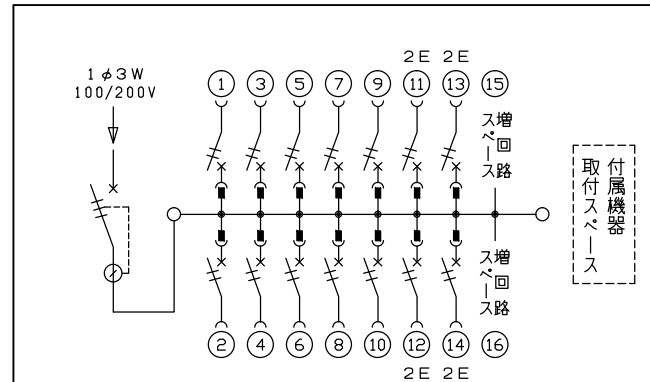 2E 2E
1φ3W
100/200V
① ③ ⑤ ⑦ ⑨ ⑪ ⑬ ⑮
増回路
スペース
付属機器
取付スペース
増回路
スペース
② ④ ⑥ ⑧ ⑩ ⑫ ⑭ ⑯
2E 2E